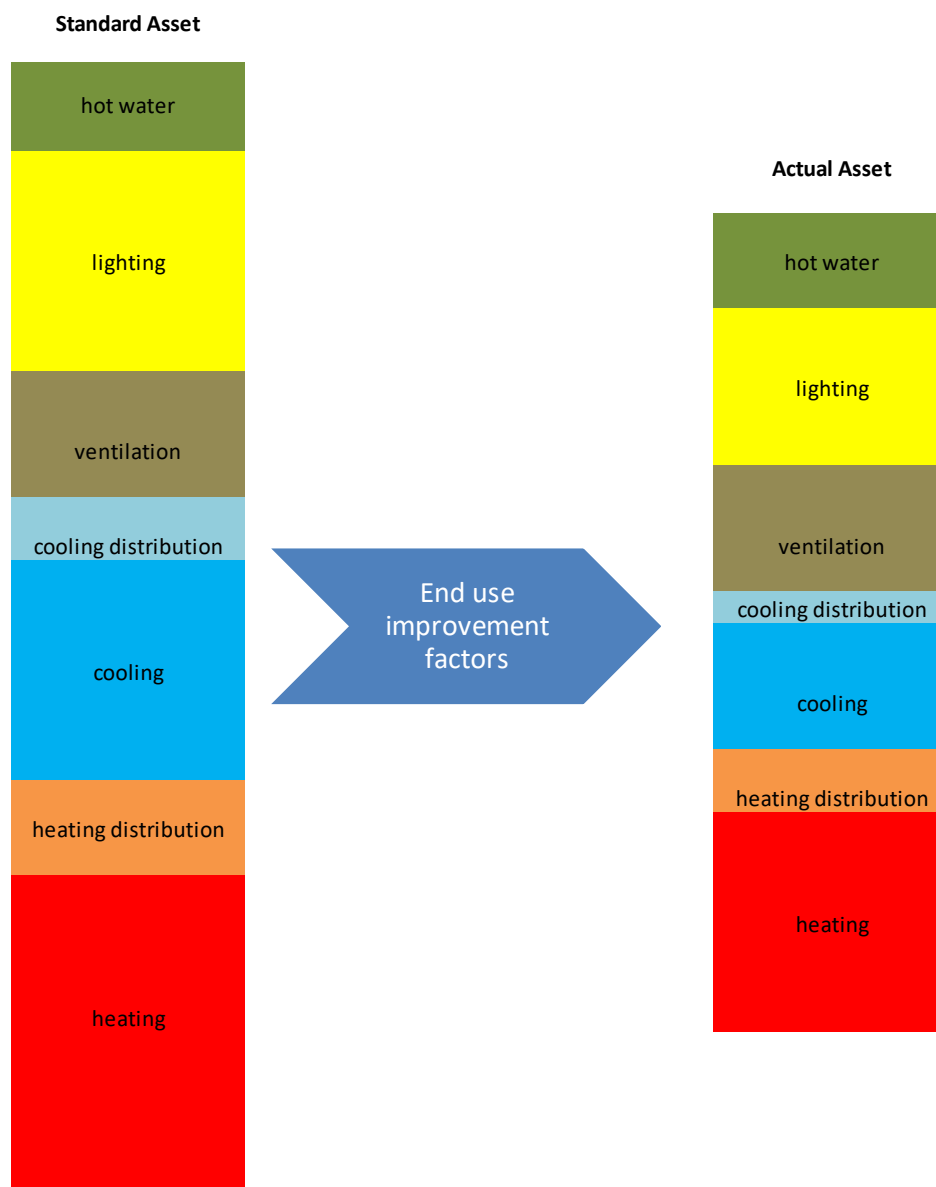 Standard Asset
hot water
lighting
ventilation
cooling distribution
cooling
heating distribution
heating
End use
improvement
factors
Actual Asset
hot water
lighting
ventilation
cooling distribution
cooling
heating distribution
heating